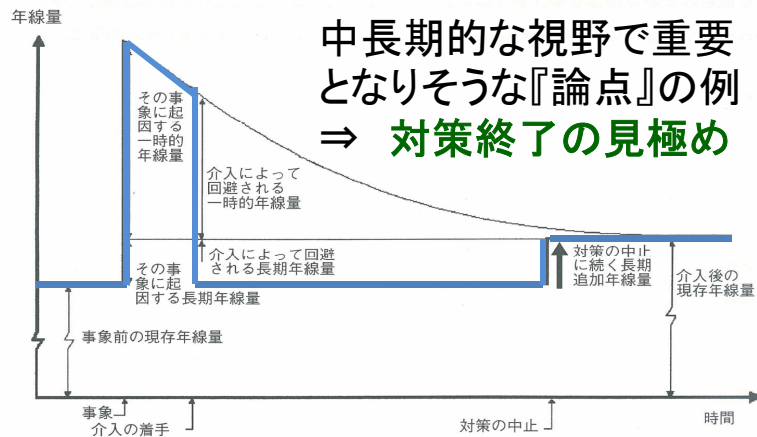 年線量
中長期的な視野で重要
となりそうな『論点』の例
⇒ 対策終了の見極め
その事
象に起
因する
一時的
年線量
介入によって
回避される
一時的年線量
介入によって回避
される長期年線量
その事
象に起
因する長期年線量
対策の中止
に続く長期
追加年線量
介入後の
現存年線量
事象前の現存年線量
事象
介入の着手
対策の中止
時間